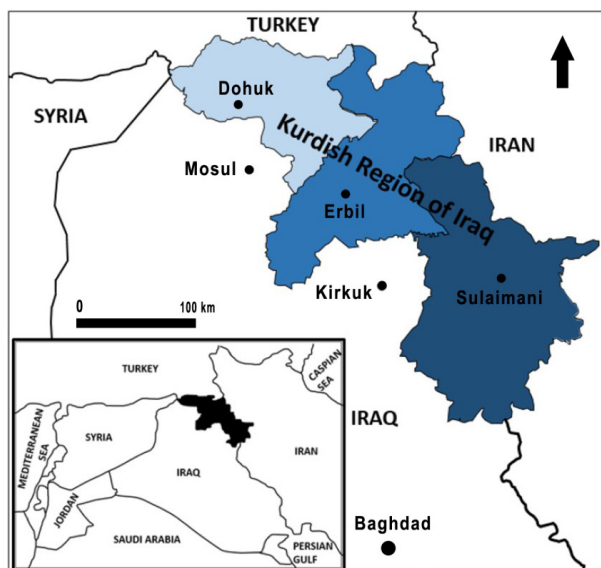 TURKEY
Dohuk
SYRIA
Kurdish Region of Iraq
IRAN
Mosul
Erbil
Kirkuk
Sulaimani
0 100 km
IRAQ
Baghdad
TURKEY
CASPIAN
SEA
MEDITERRANEAN
SEA
SYRIA
IRAQ
IRAN
JORDAN
SAUDI ARABIA
PERSIAN
GULF